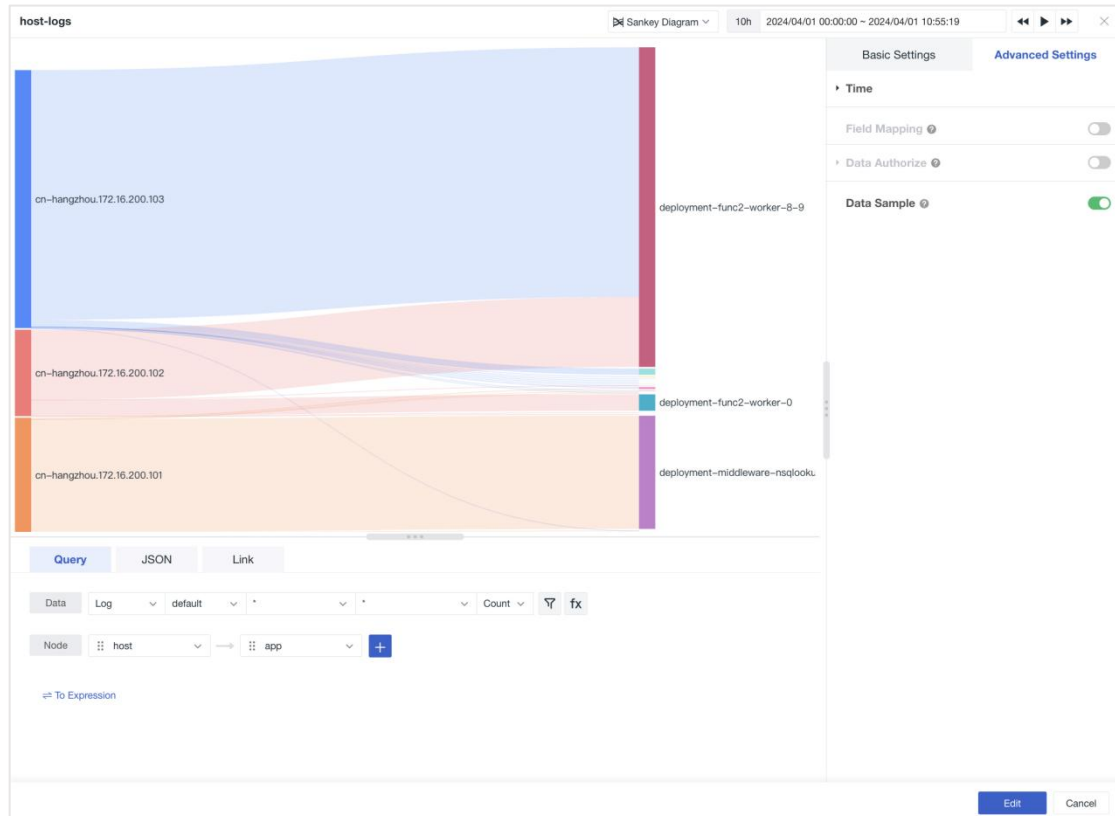 host-logs
Sankey Diagram
10h 2024/04/01 00:00:00 ~ 2024/04/01 10:55:19
Basic Settings
Advanced Settings
Time
Field Mapping
Data Authorize
Data Sample
cn-hangzhou.172.16.200.103
deployment-func2-worker-8-9
cn-hangzhou.172.16.200.102
deployment-func2-worker-0
cn-hangzhou.172.16.200.101
deployment-middleware-nsqlooku
Query JSON Link
Data Log default * * Count fx
Node host app +
To Expression
Edit Cancel